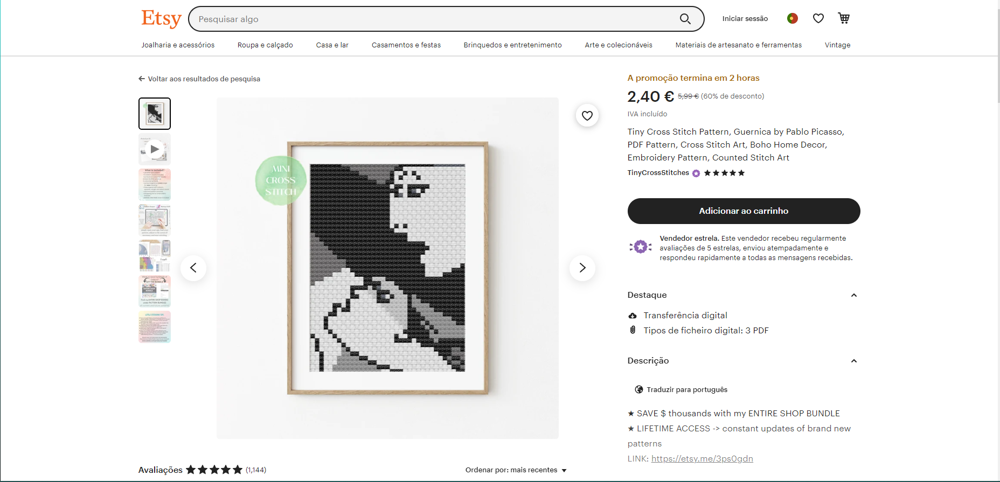 Etsy
Pesquisar algo
Iniciar sessão
Joalharia e acessórios
Roupa e calçado
Casa e lar
Casamentos e festas
Brinquedos e entretenimento
Arte e colecionáveis
Materiais de artesanato e ferramentas
Vintage
Voltar aos resultados de pesquisa
MINI
CROSS
STITCH
A promoção termina em 2 horas
2,40 € 5,99 € (60% de desconto)
IVA incluído
Tiny Cross Stitch Pattern, Guernica by Pablo Picasso,
PDF Pattern, Cross Stitch Art, Boho Home Decor,
Embroidery Pattern, Counted Stitch Art
TinyCrossStitches
Adicionar ao carrinho
Vendedor estrela. Este vendedor recebeu regularmente
avaliações de 5 estrelas, enviou atempadamente e
respondeu rapidamente a todas as mensagens recebidas.
Destaque
Transferência digital
Tipos de ficheiro digital: 3 PDF
Descrição
Traduzir para português
★ SAVE $ thousands with my ENTIRE SHOP BUNDLE
★ LIFETIME ACCESS -> constant updates of brand new
patterns
LINK: https://etsy.me/3ps0gdn
Avaliações ★★★★★ (1,144)
Ordenar por: mais recentes